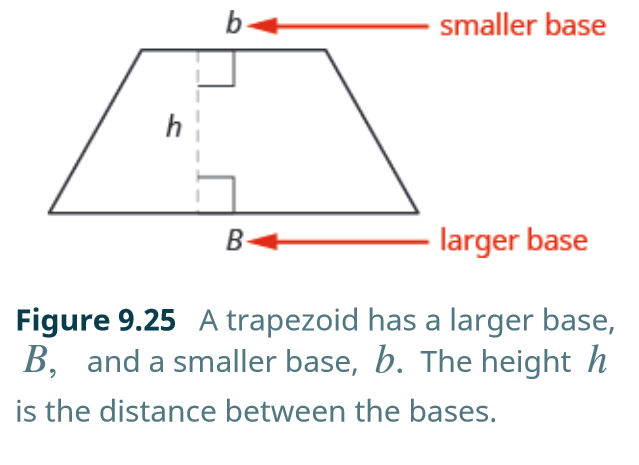 b smaller base
h
B larger base
Figure 9.25 A trapezoid has a larger base,
B, and a smaller base, b. The height h
is the distance between the bases.